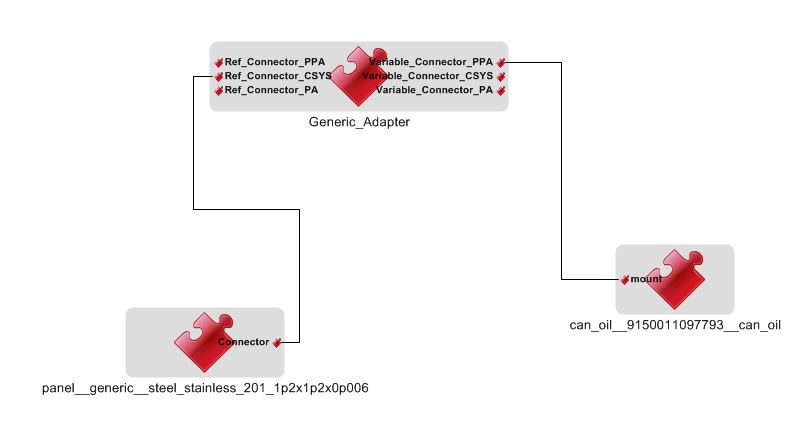 Ref_Connector_PPA
Variable_Connector_PPA
Ref_Connector_CSYS
Variable_Connector_CSYS
Ref_Connector_PA
Variable_Connector_PA
Generic_Adapter
mount
can_oil__9150011097793__can_oil
Connector
panel__generic__steel_stainless_201_1p2x1p2x0p006